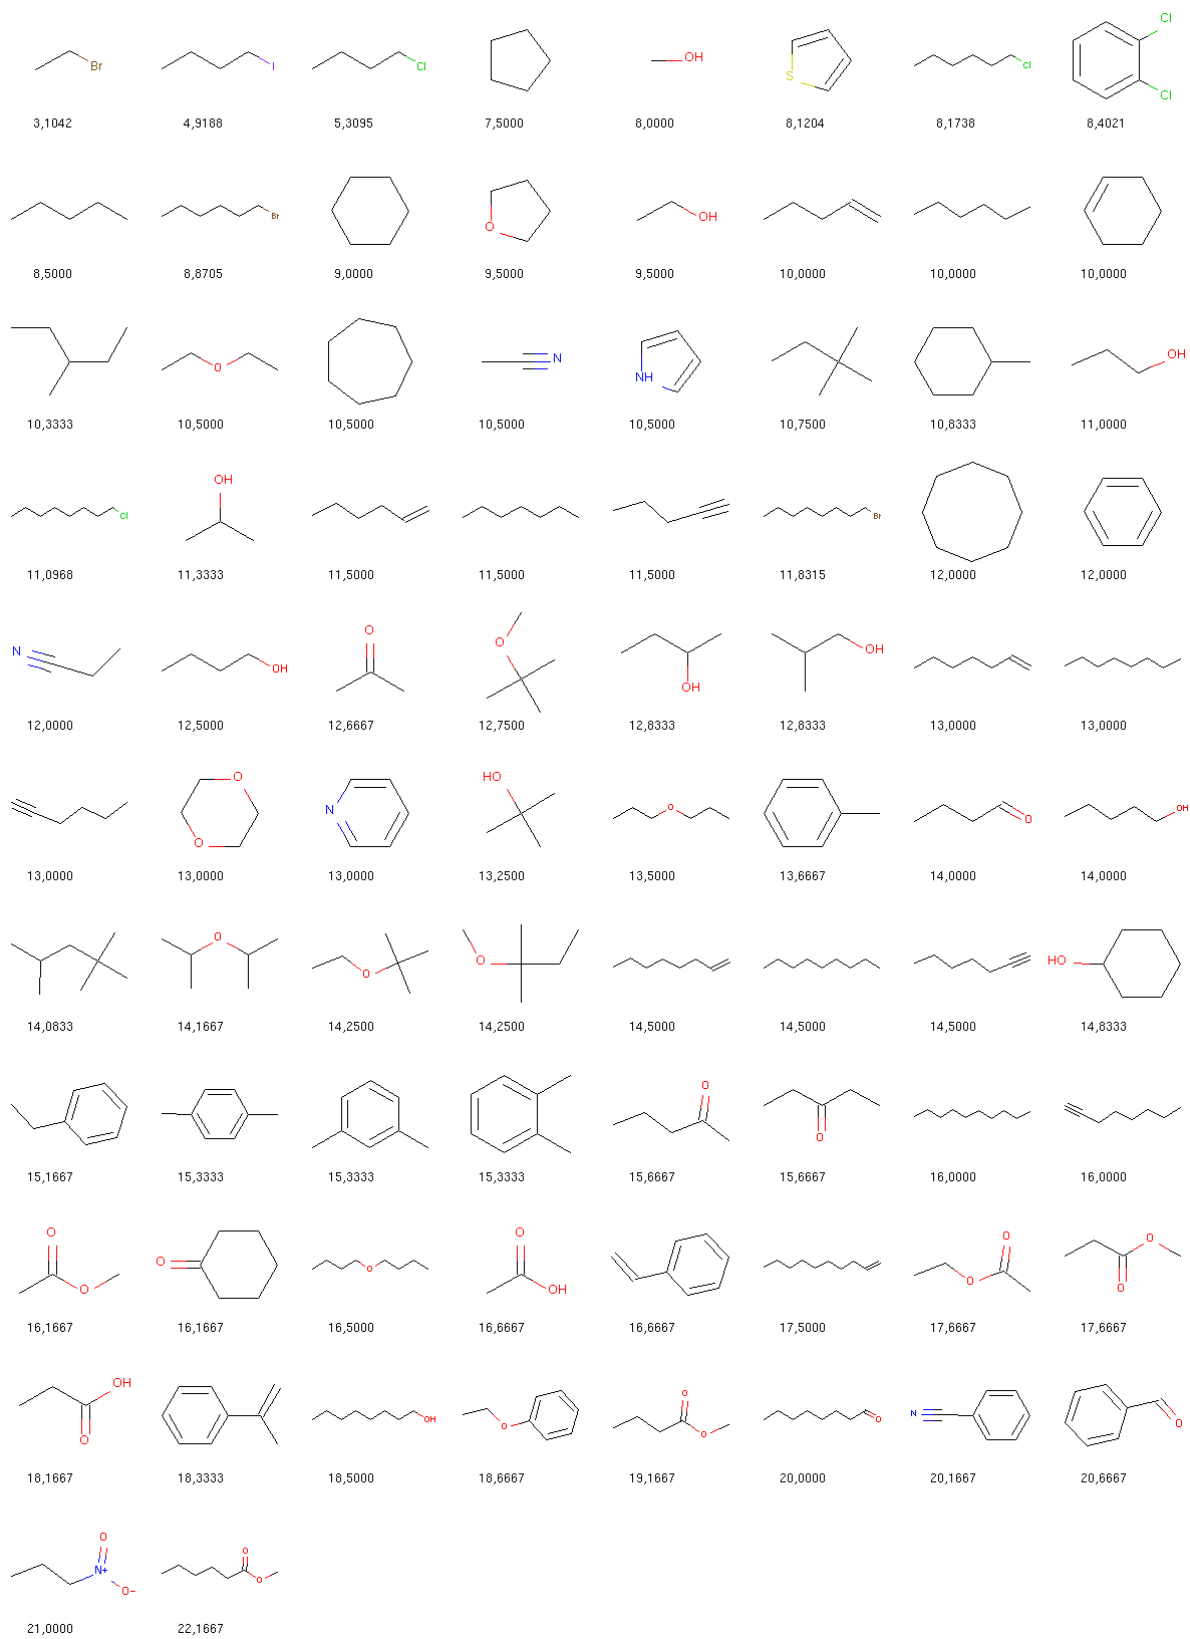 Br I Cl OH S Cl Cl Cl
3,1042 4,9188 5,3095 7,5000 8,0000 8,1204 8,1738 8,4021
Br O OH
8,5000 8,8705 9,0000 9,5000 9,5000 10,0000 10,0000 10,0000
O N NH OH
10,3333 10,5000 10,5000 10,5000 10,5000 10,7500 10,8333 11,0000
Cl OH Br
11,0968 11,3333 11,5000 11,5000 11,5000 11,8315 12,0000 12,0000
N OH O O OH OH
12,0000 12,5000 12,6667 12,7500 12,8333 12,8333 13,0000 13,0000
O O N HO O O OH
13,0000 13,0000 13,0000 13,2500 13,5000 13,6667 14,0000 14,0000
O O O HO
14,0833 14,1667 14,2500 14,2500 14,5000 14,5000 14,5000 14,8333
O O
15,1667 15,3333 15,3333 15,3333 15,6667 15,6667 16,0000 16,0000
O O O O O OH O O O O
16,1667 16,1667 16,5000 16,6667 16,6667 17,5000 17,6667 17,6667
OH O OH O O O O N O
18,1667 18,3333 18,5000 18,6667 19,1667 20,0000 20,1667 20,6667
O N+ O- O O
21,0000 22,1667